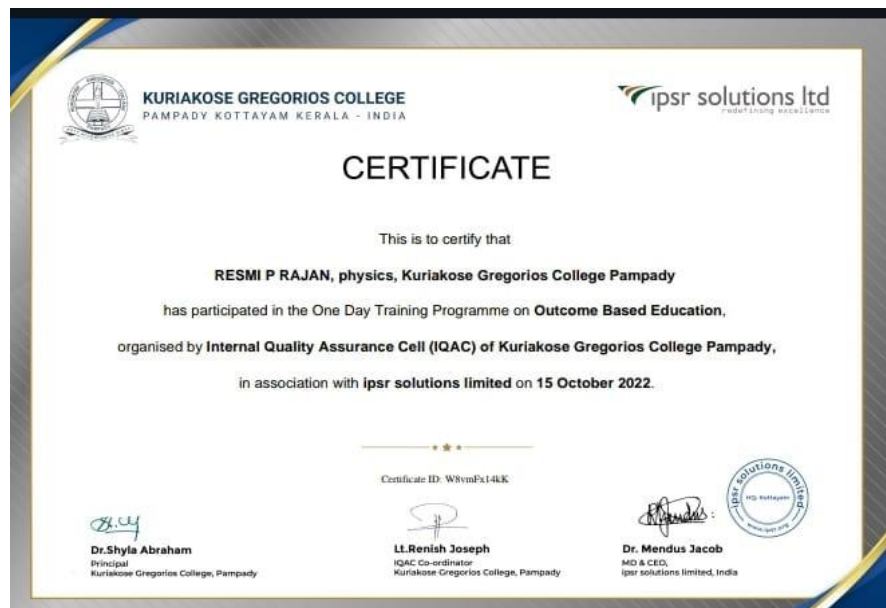 KURIAKOSE GREGORIOS COLLEGE
PAMPADY KOTTAYAM KERALA - INDIA
ipsr solutions ltd
redefining excellence
CERTIFICATE
This is to certify that
RESMI P RAJAN, physics, Kuriakose Gregorios College Pampady
has participated in the One Day Training Programme on Outcome Based Education,
organised by Internal Quality Assurance Cell (IQAC) of Kuriakose Gregorios College Pampady,
in association with ipsr solutions limited on 15 October 2022.
Certificate ID: W8vmFx14kK
ipsr solutions limited
HQ: Kottayam
www.ipsr.org
Dr.Shyla Abraham
Principal
Kuriakose Gregorios College, Pampady
Lt.Renish Joseph
IQAC Co-ordinator
Kuriakose Gregorios College, Pampady
Dr. Mendus Jacob
MD & CEO,
ipsr solutions limited, India